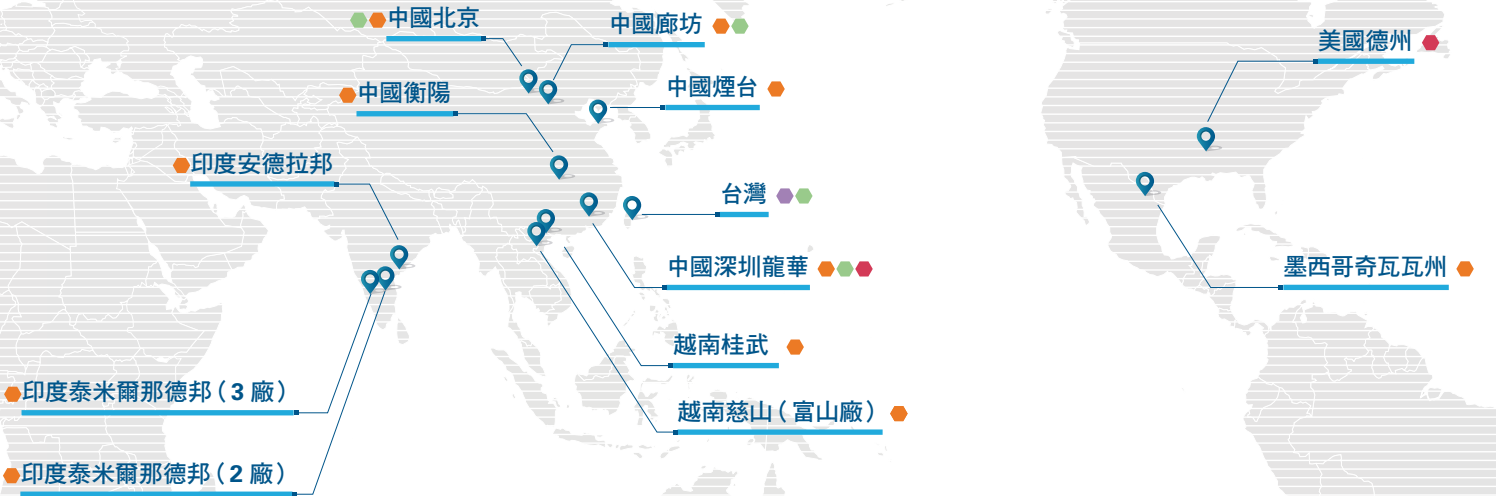 中國北京
中國廊坊
美國德州
中國煙台
中國衡陽
印度安德拉邦
台灣
中國深圳龍華
墨西哥奇瓦瓦州
越南桂武
印度泰米爾那德邦（3 廠）
越南慈山（富山廠）
印度泰米爾那德邦（2 廠）